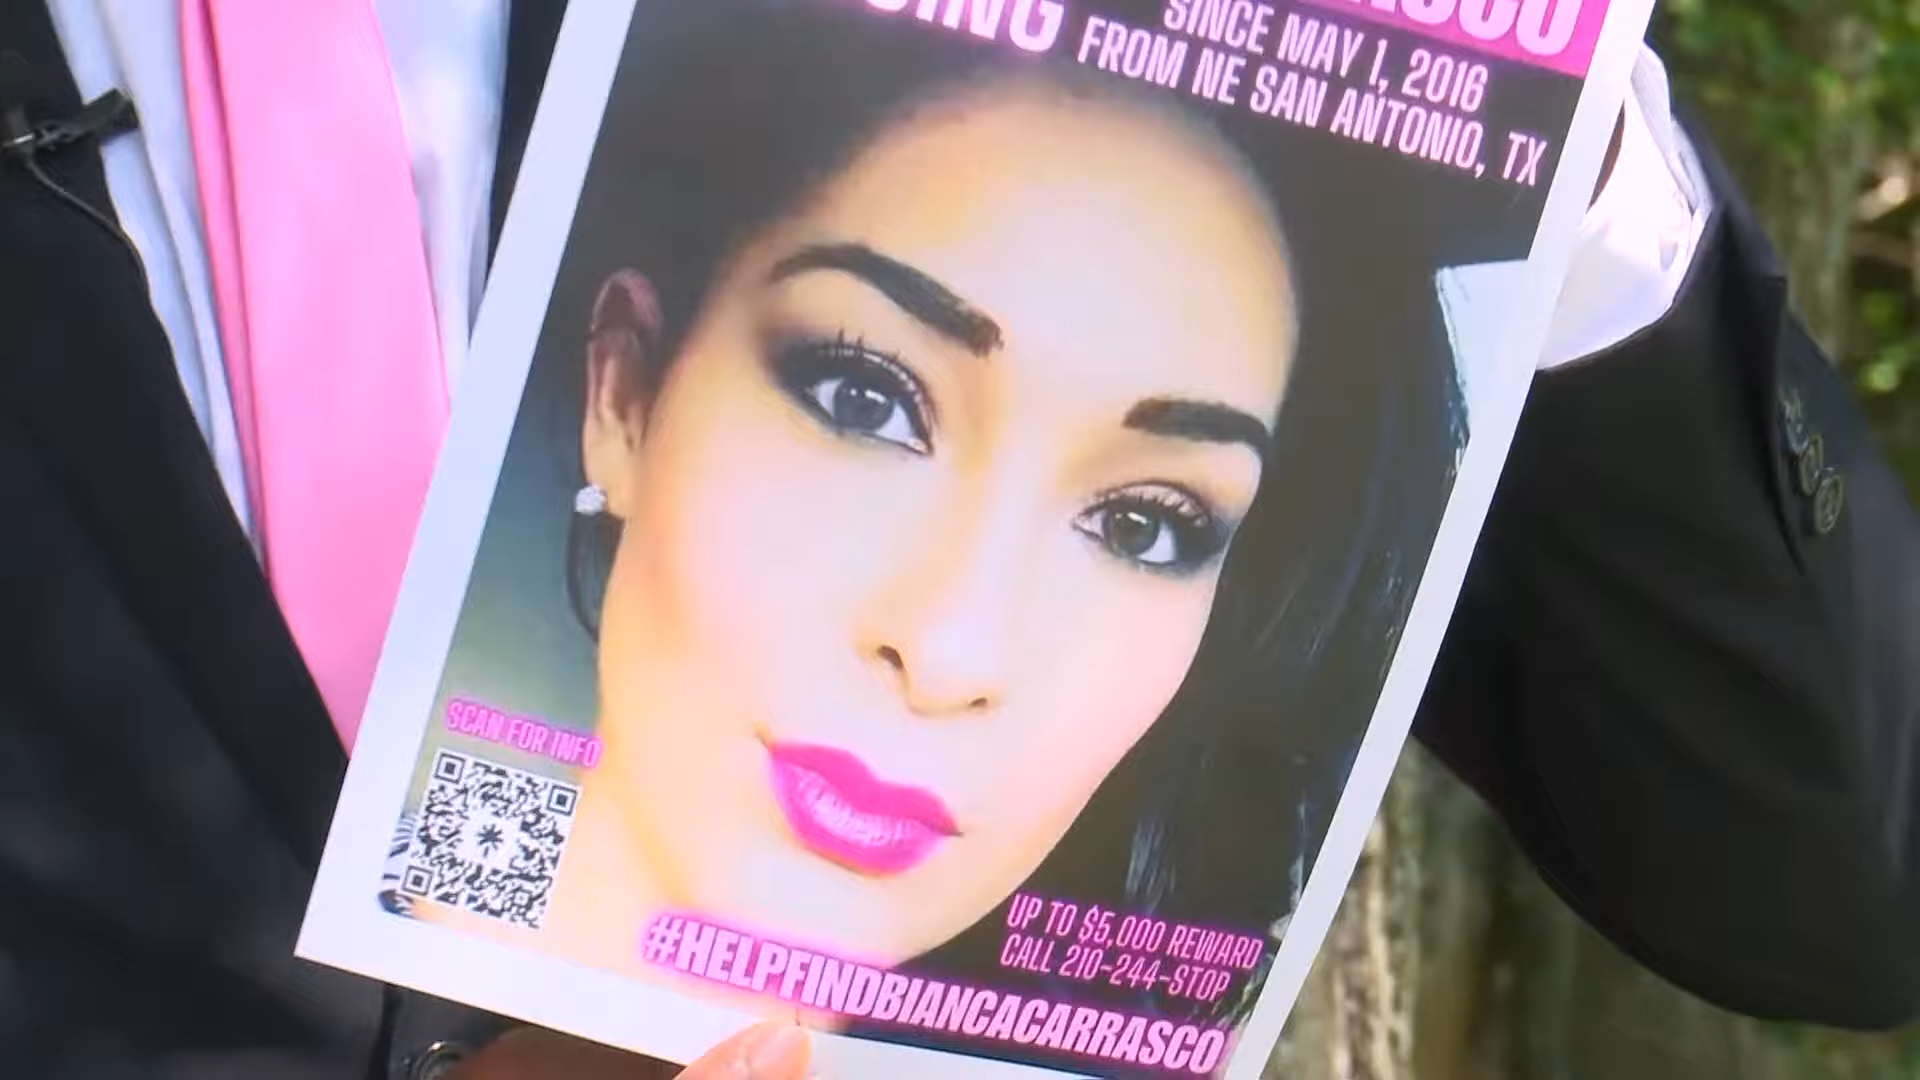 SINCE MAY 1, 2016
FROM NE SAN ANTONIO, TX
SCAN FOR INFO
UP TO $5,000 REWARD
CALL 210-244-STOP
#HELPFINDBIANCACARRASCO